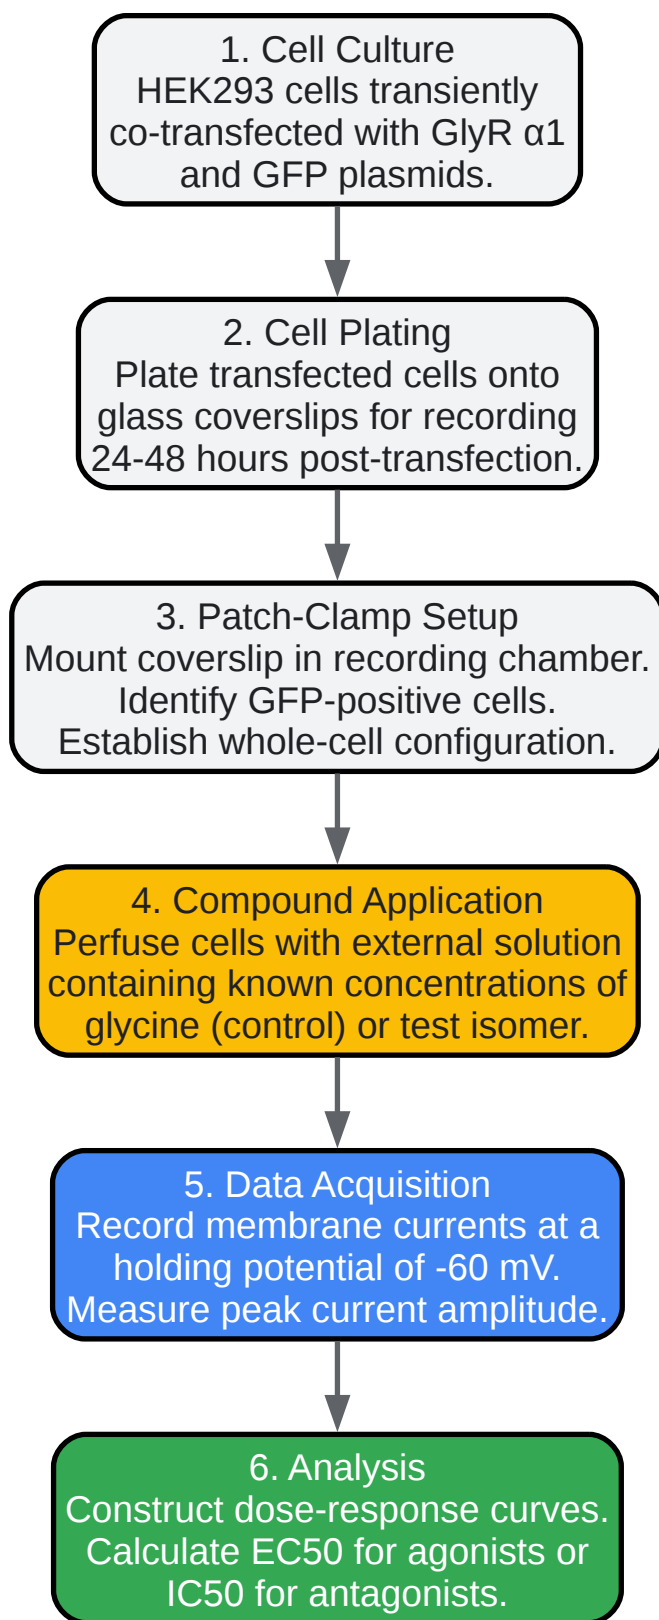 1. Cell Culture
HEK293 cells transiently
co-transfected with GlyR α1
and GFP plasmids.
2. Cell Plating
Plate transfected cells onto
glass coverslips for recording
24-48 hours post-transfection.
3. Patch-Clamp Setup
Mount coverslip in recording chamber.
Identify GFP-positive cells.
Establish whole-cell configuration.
4. Compound Application
Perfuse cells with external solution
containing known concentrations of
glycine (control) or test isomer.
5. Data Acquisition
Record membrane currents at a
holding potential of -60 mV.
Measure peak current amplitude.
6. Analysis
Construct dose-response curves.
Calculate EC50 for agonists or
IC50 for antagonists.